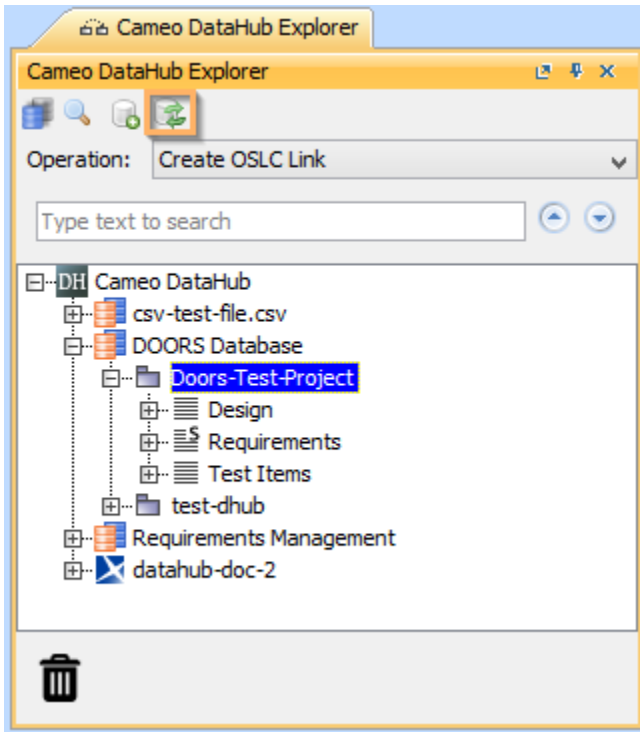 Cameo DataHub Explorer
Cameo DataHub Explorer
Operation: Create OSLC Link
Type text to search
DH Cameo DataHub
csv-test-file.csv
DOORS Database
Doors-Test-Project
Design
S Requirements
Test Items
test-dhub
Requirements Management
datahub-doc-2